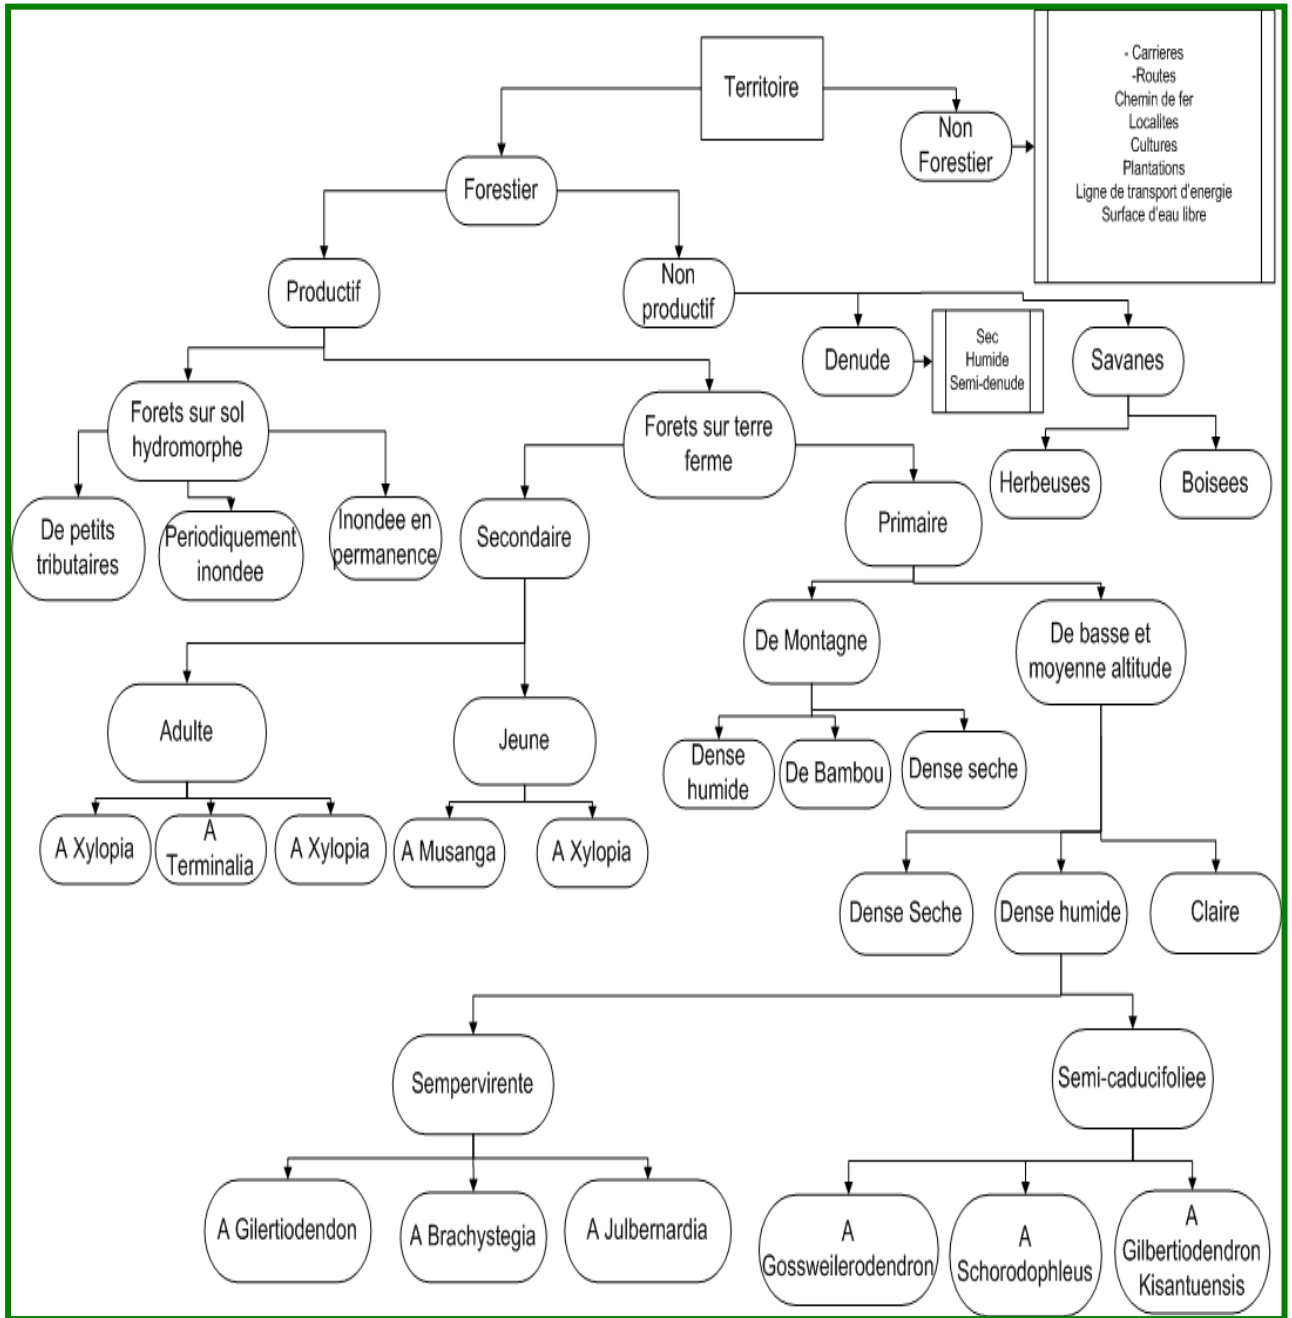 Territoire
- Carrieres
-Routes
Chemin de fer
Localites
Cultures
Plantations
Ligne de transport d'energie
Surface d'eau libre
Non
Forestier
Forestier
Productif
Non
productif
Denude
Sec
Humide
Semi-denude
Savanes
Forets sur sol
hydromorphe
Forets sur terre
ferme
Herbeuses
Boisees
De petits
tributaires
Periodiquement
inondee
Inondee en
permanence
Secondaire
Primaire
De Montagne
De basse et
moyenne altitude
Adulte
Jeune
Dense
humide
De Bambou
Dense seche
A Xylopia
A
Terminalia
A Xylopia
A Musanga
A Xylopia
Dense Seche
Dense humide
Claire
Sempervirente
Semi-caducifoliee
A Gilertiodendon
A Brachystegia
A Julbernardia
A
Gossweilerodendron
A
Schorodophleus
A
Gilbertiodendron
Kisantuensis